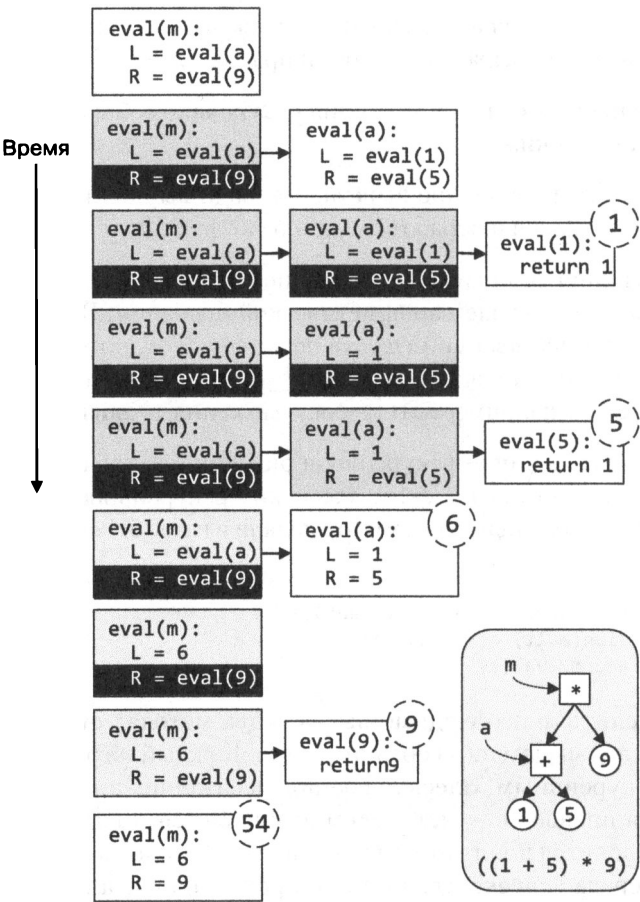 eval(m):
L = eval(a)
R = eval(9)
Время
eval(m):
L = eval(a)
R = eval(9)
eval(a):
L = eval(1)
R = eval(5)
eval(m):
L = eval(a)
R = eval(9)
eval(a):
L = eval(1)
R = eval(5)
1
eval(1):
return 1
eval(m):
L = eval(a)
R = eval(9)
eval(a):
L = 1
R = eval(5)
eval(m):
L = eval(a)
R = eval(9)
eval(a):
L = 1
R = eval(5)
5
eval(5):
return 1
eval(m):
L = eval(a)
R = eval(9)
6
eval(a):
L = 1
R = 5
eval(m):
L = 6
R = eval(9)
eval(m):
L = 6
R = eval(9)
9
eval(9):
return9
54
eval(m):
L = 6
R = 9
m
*
a
+
9
1
5
((1 + 5) * 9)